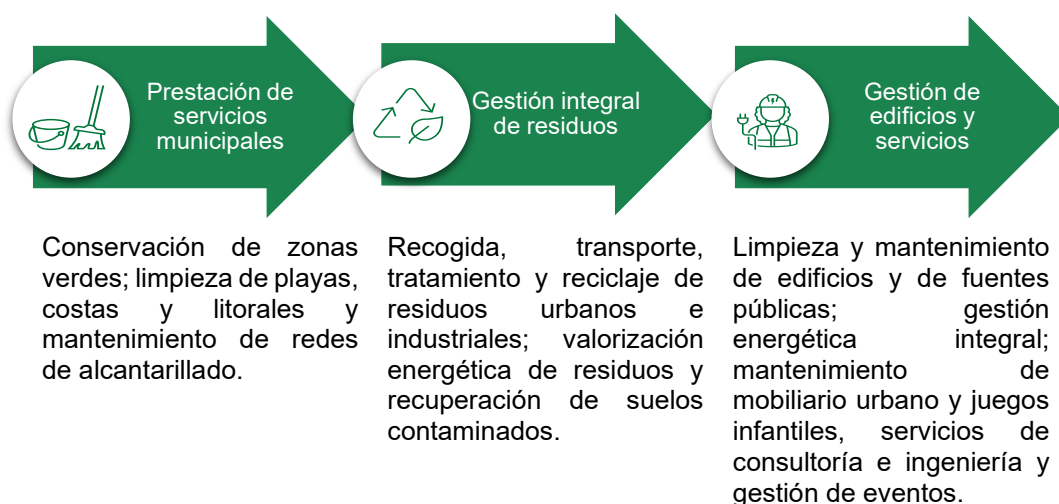 Prestación de
servicios
municipales
Conservación de zonas
verdes; limpieza de playas,
costas y litorales y
mantenimiento de redes
de alcantarillado.
Gestión integral
de residuos
Recogida, transporte,
tratamiento y reciclaje de
residuos urbanos e
industriales; valorización
energética de residuos y
recuperación de suelos
contaminados.
Gestión de
edificios y
servicios
Limpieza y mantenimiento
de edificios y de fuentes
públicas; gestión
energética integral;
mantenimiento de
mobiliario urbano y juegos
infantiles, servicios de
consultoría e ingeniería y
gestión de eventos.